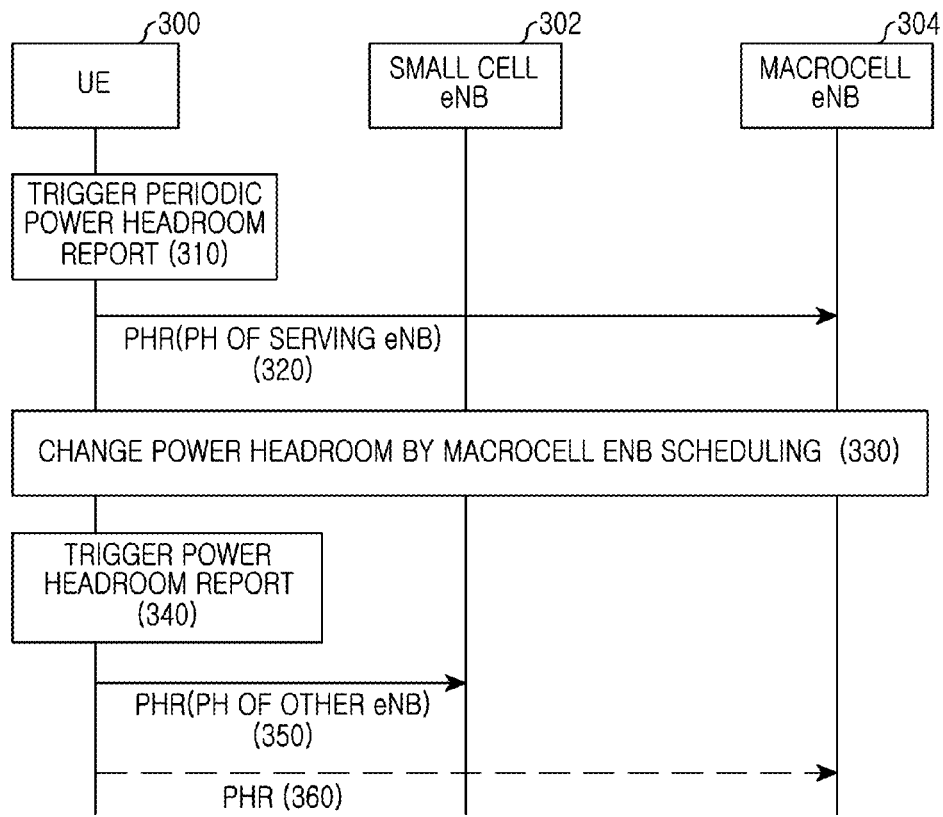 300
302
304
UE
SMALL CELL
eNB
MACROCELL
eNB
TRIGGER PERIODIC
POWER HEADROOM
REPORT (310)
PHR(PH OF SERVING eNB)
(320)
CHANGE POWER HEADROOM BY MACROCELL ENB SCHEDULING (330)
TRIGGER POWER
HEADROOM REPORT
(340)
PHR(PH OF OTHER eNB)
(350)
PHR (360)